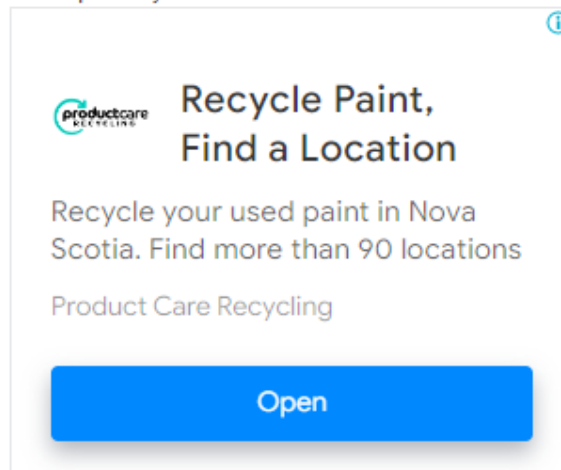 productcare
RECYCLING
Recycle Paint,
Find a Location
Recycle your used paint in Nova
Scotia. Find more than 90 locations
Product Care Recycling
Open